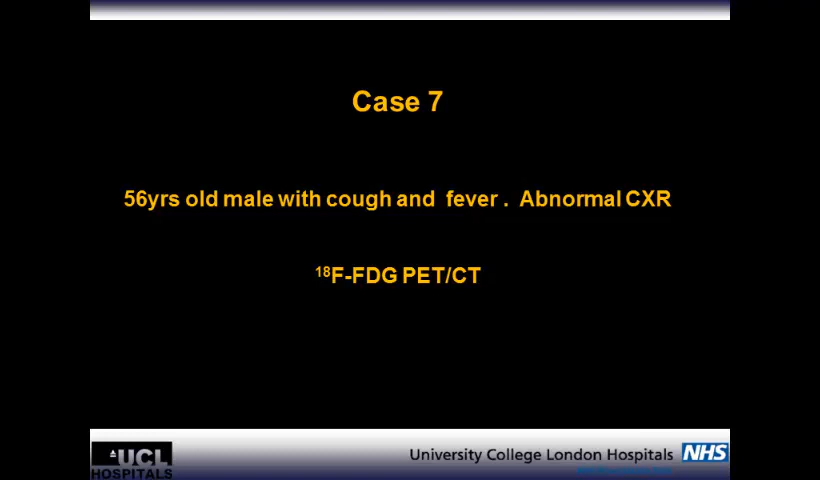 Case 7
56yrs old male with cough and fever . Abnormal CXR
18F-FDG PET/CT
UCL
HOSPITALS
University College London Hospitals NHS